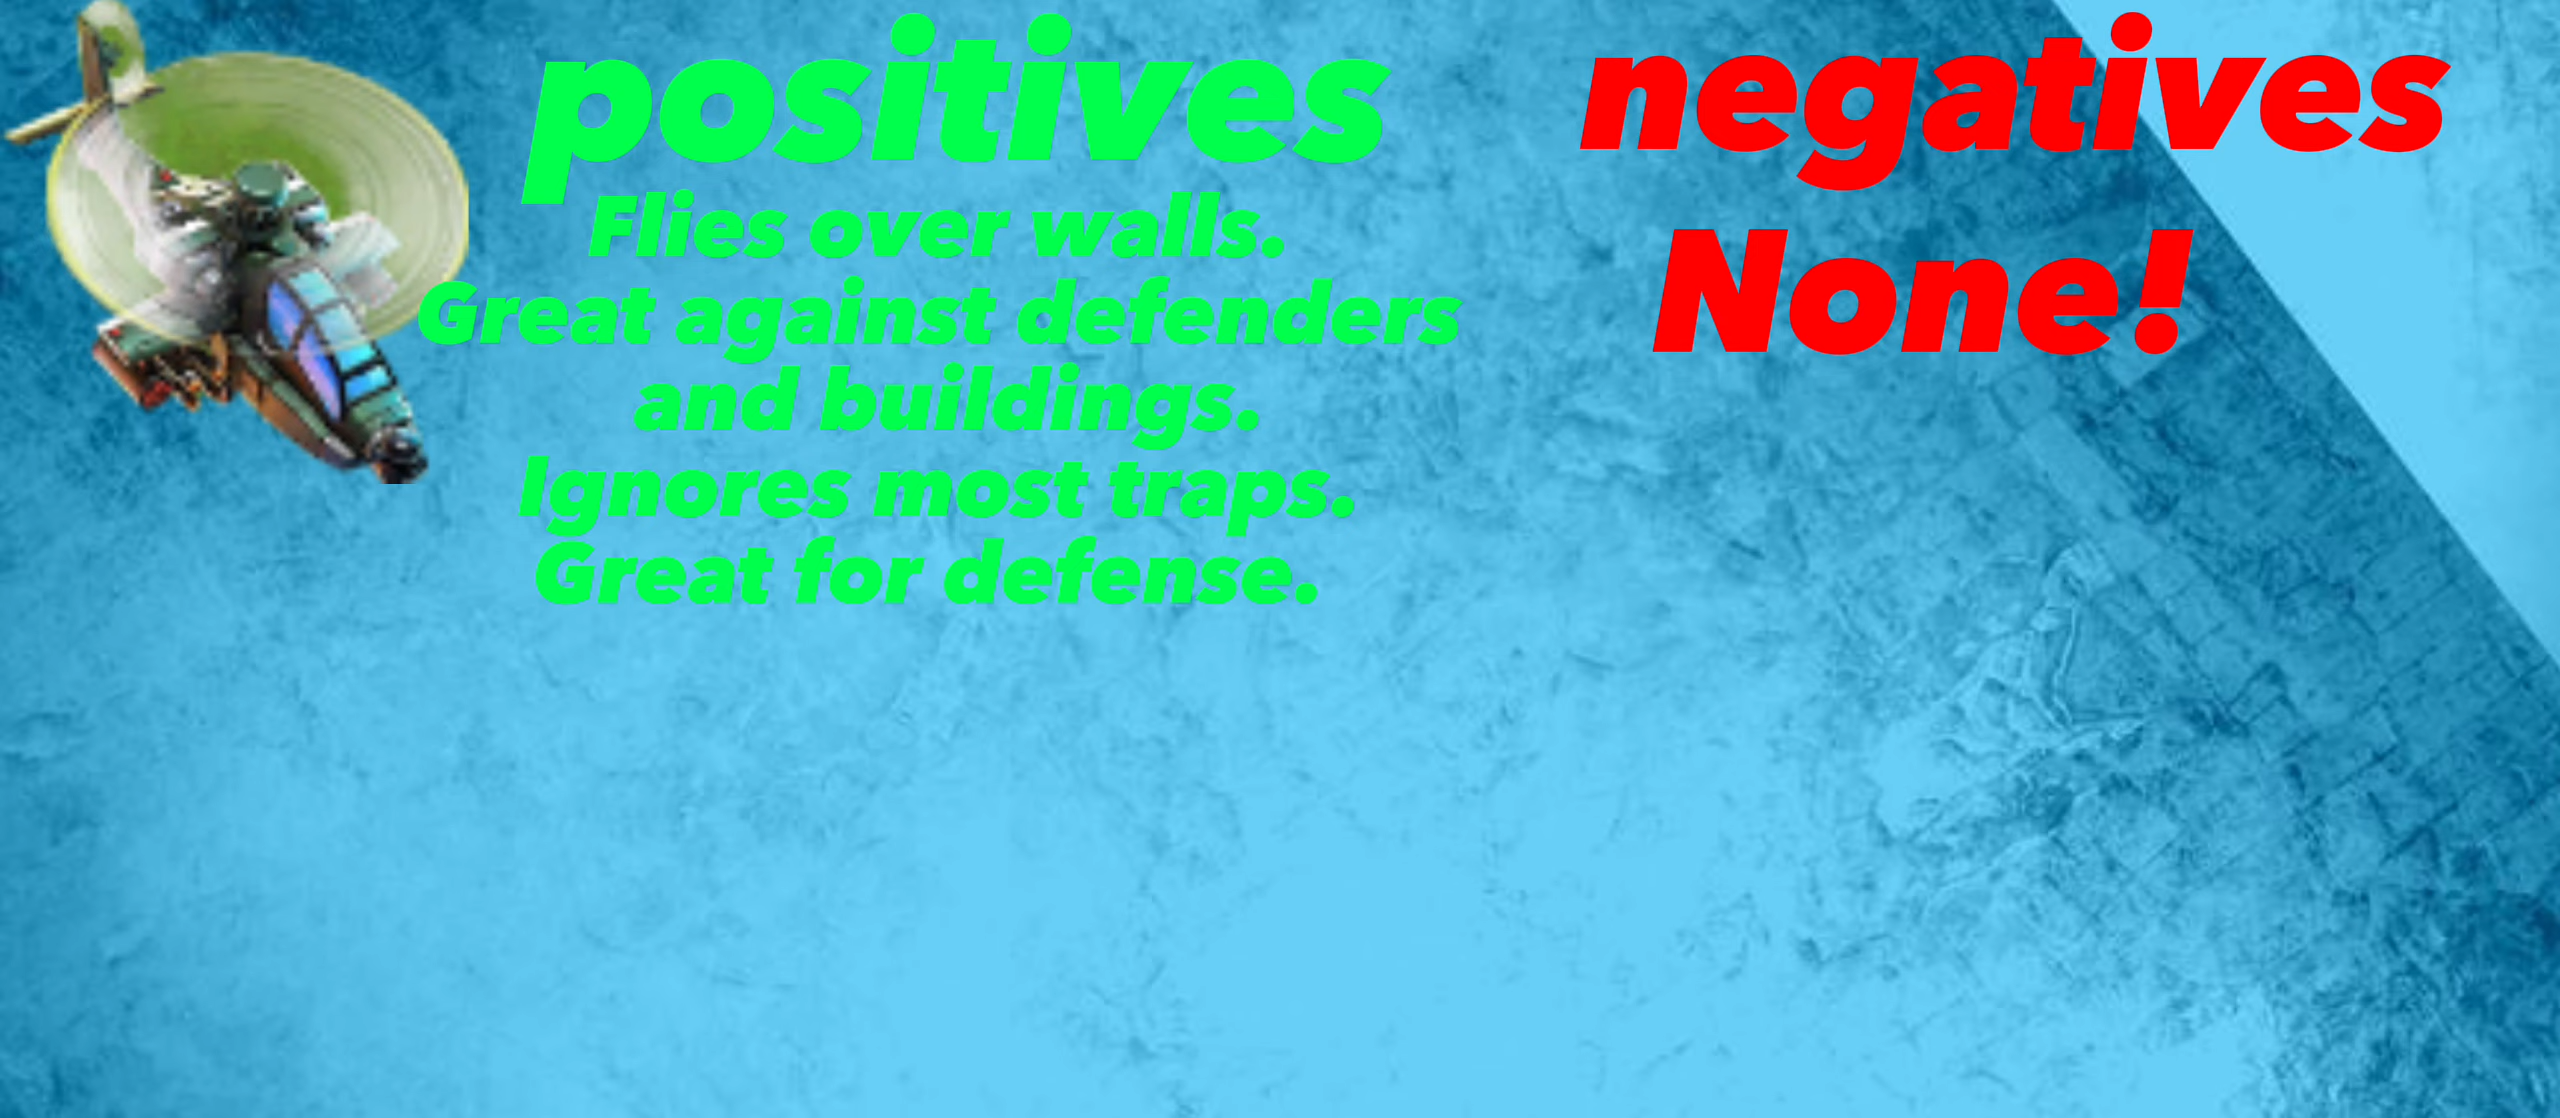 positives
Flies over walls.
Great against defenders
and buildings.
Ignores most traps.
Great for defense.
negatives
None!